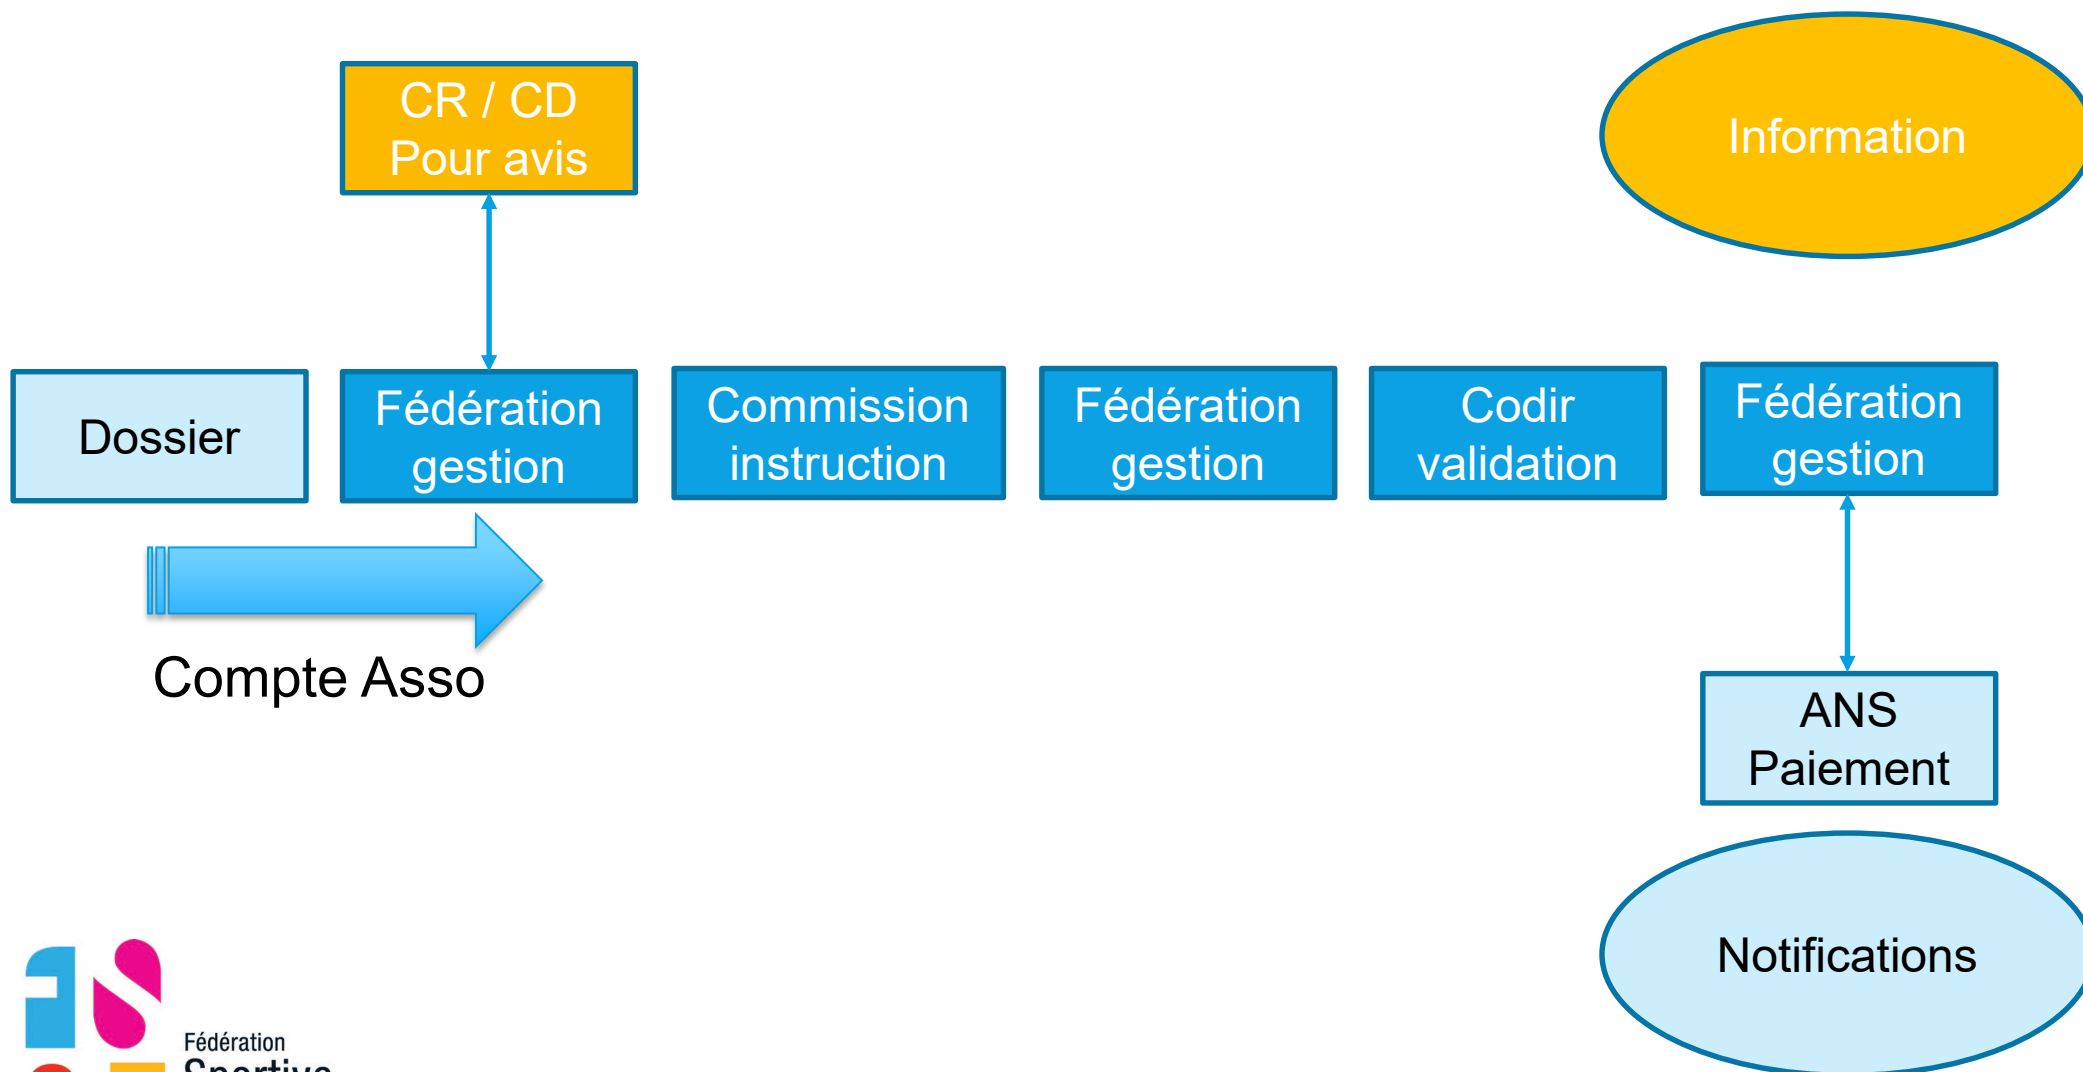 CR / CD
Pour avis
Information
Dossier
Fédération
gestion
Commission
instruction
Fédération
gestion
Codir
validation
Fédération
gestion
Compte Asso
ANS
Paiement
Notifications
Fédération
Sportive